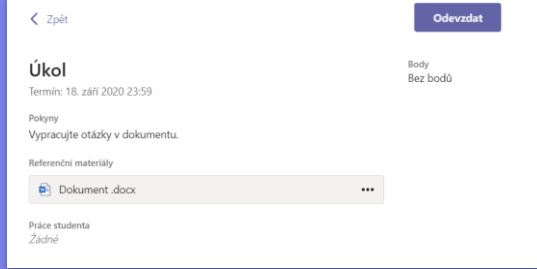 Zpět
Odevzdat
Úkol
Termín: 18. září 2020 23:59
Body
Bez bodů
Pokyny
Vypracujte otázky v dokumentu.
Referenční materiály
Dokument .docx
Práce studenta
Žádné